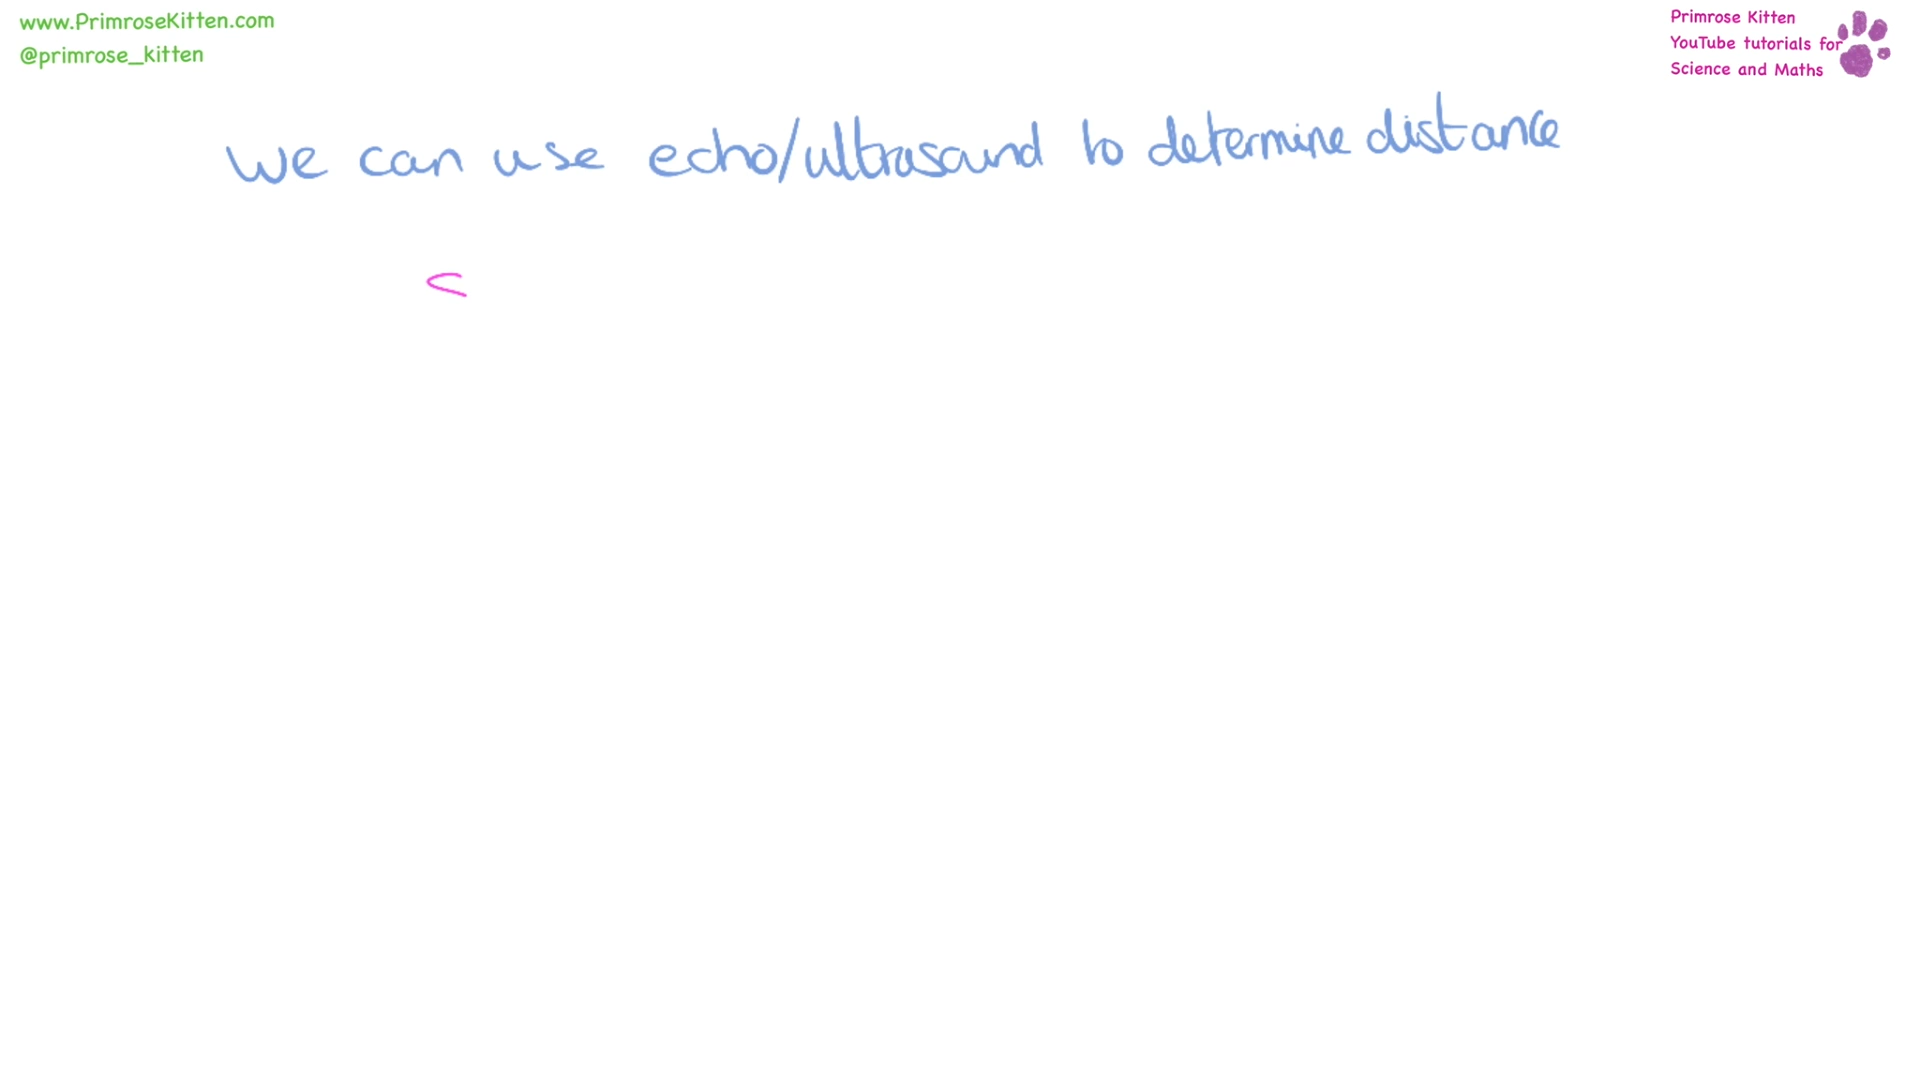 www.PrimroseKitten.com
@primrose_kitten
Primrose Kitten
YouTube tutorials for
Science and Maths
we can use echo/ultrasound to determine distance